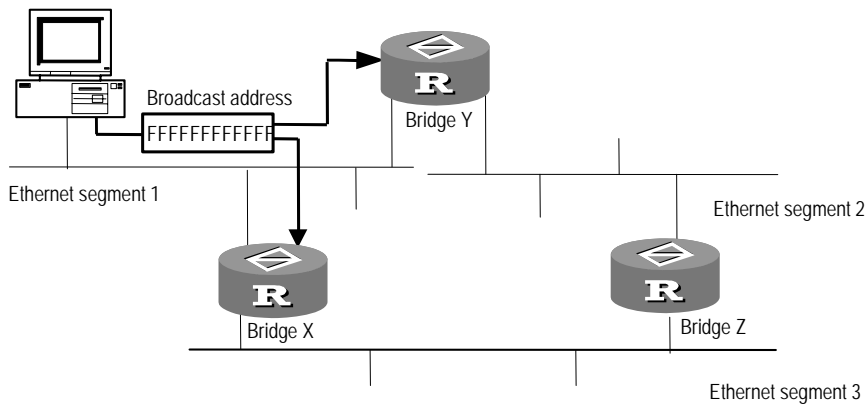 Broadcast address
FFFFFFFFFFFF
R
Bridge Y
Ethernet segment 1
Ethernet segment 2
R
Bridge X
R
Bridge Z
Ethernet segment 3